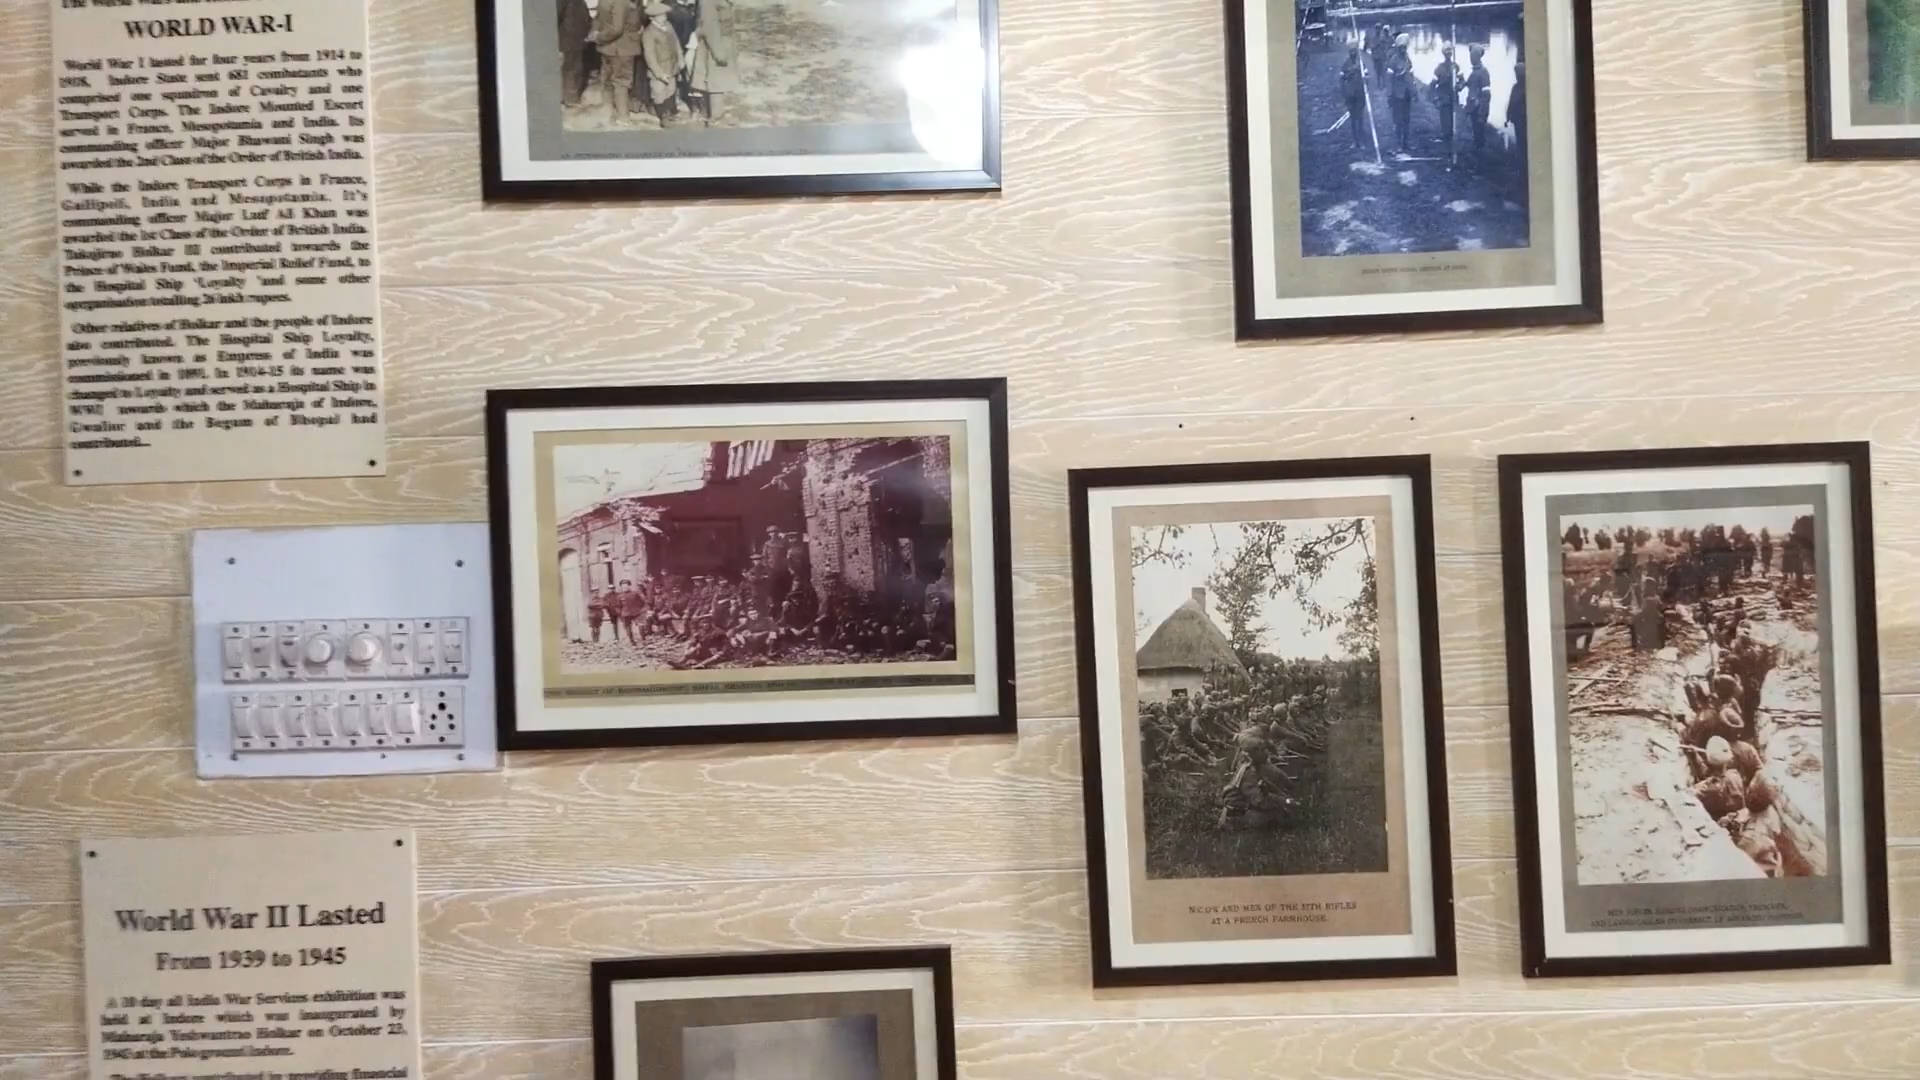 WORLD WAR-I
World War I lasted for four years from 1914 to
1918, Indore State sent 681 combatants who
comprised one squadron of Cavalry and one
Transport Corps. The Indore Mounted Escort
served in France, Mesopotamia and India. Its
commanding officer Major Bhawani Singh was
awarded the 2nd Class of the Order of British India.
While the Indore Transport Corps in France,
Gallipoli, India and Mesopotamia. It's
commanding officer Major Latif Ali Khan was
awarded the 1st Class of the Order of British India.
Tukojirao Holkar III contributed towards the
Prince of Wales Fund, the Imperial Relief Fund, to
the Hospital Ship 'Loyalty 'and some other
totalling 26 lakh rupees.
Other relatives of Holkar and the people of Indore
also contributed. The Hospital Ship Loyalty,
previously known as Empress of India was
commissioned in 1891. In 1914-15 its name was
changed to Loyalty and served as a Hospital Ship in
WWI towards which the Maharaja of Indore,
Gwalior and the Begum of Bhopal had
contributed...
World War II Lasted
From 1939 to 1945
A 10 day all India War Services exhibition was
held at Indore which was inaugurated by
Maharaja Yeshwantrao Holkar on October 23,
at the Pologround Indore.
The Holkars contributed in providing financial
N.C.O'S AND MEN OF THE 57TH RIFLES
AT A FRENCH FARMHOUSE.